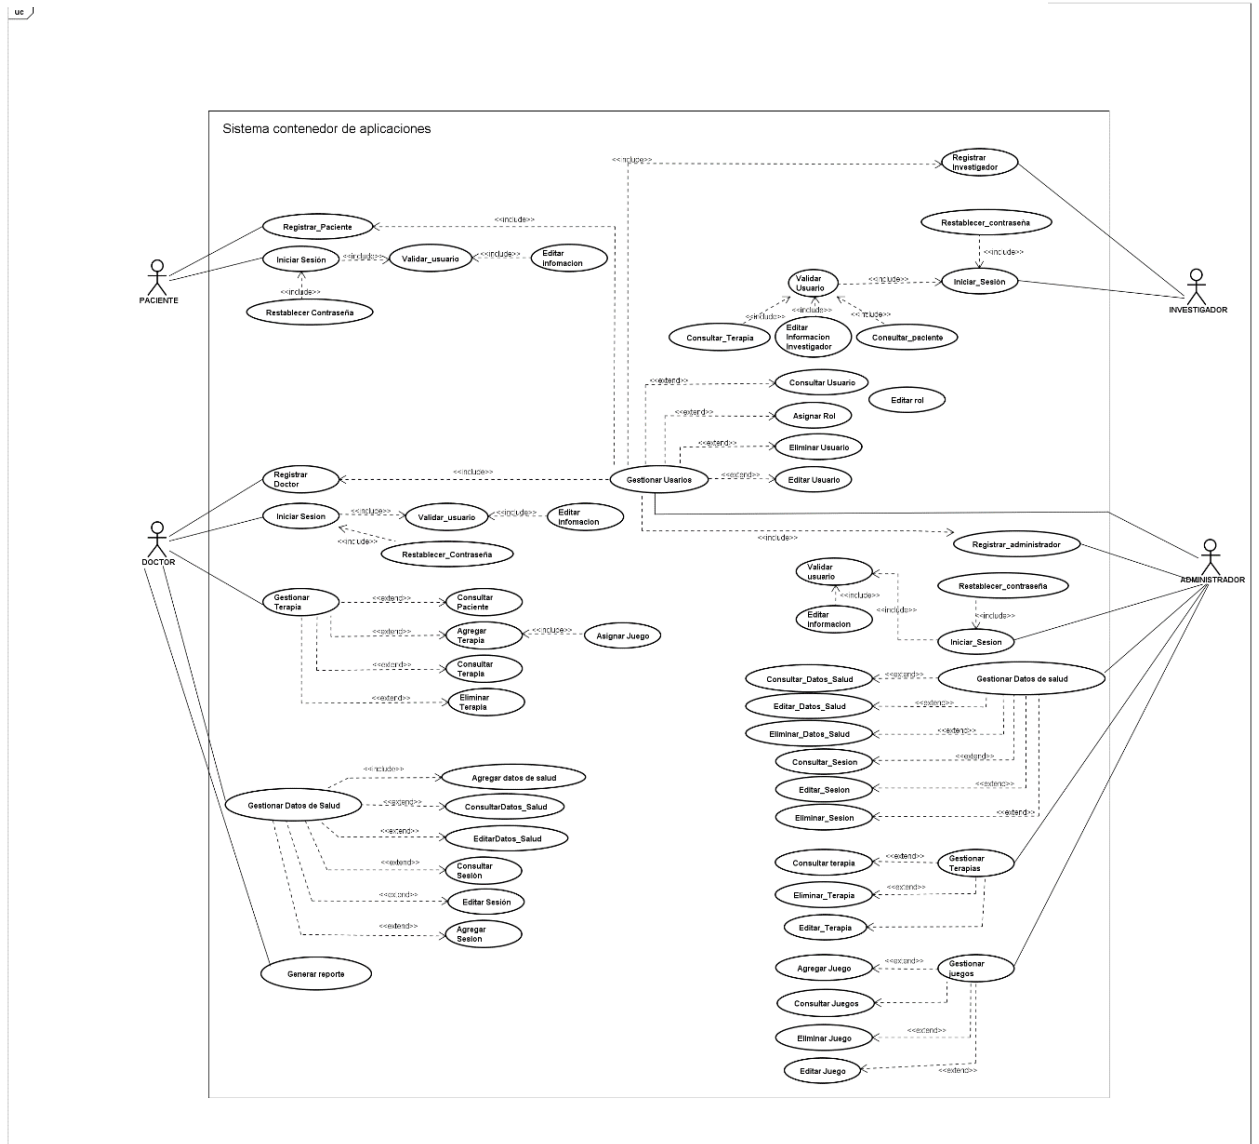 uc
Sistema contenedor de aplicaciones
<<include>>
Registrar
Investigador
Restablecer_contraseña
<<include>>
Registrar_Paciente
<<include>>
Iniciar Sesión
<<include>>
Validar_usuario
<<include>>
Editar
infomacion
<<include>>
Restablecer Contraseña
PACIENTE
Validar
Usuario
<<include>>
Iniciar_Sesión
INVESTIGADOR
<<include>>
<<include>>
<<include>>
Consultar_Terapia
Editar
Informacion
Investigador
Consultar_paciente
<<extend>>
Consultar Usuario
Editar rol
<<extend>>
Asignar Rol
<<extend>>
Eliminar Usuario
Gestionar Usarios
<<extend>>
Editar Usuario
Registrar
Doctor
<<include>>
Iniciar Sesion
<<include>>
Validar_usuario
<<include>>
Editar
infomacion
<<include>>
Restablecer_Contraseña
DOCTOR
<<include>>
Registrar_administrador
ADMINISTRADOR
Validar
usuario
Restablecer_contraseña
<<include>>
<<include>>
<<include>>
Editar
informacion
Iniciar_Sesion
Gestionar
Terapia
<<extend>>
Consultar
Paciente
<<extend>>
Agregar
Terapia
<<include>>
Asignar Juego
<<extend>>
Consultar
Terapia
<<extend>>
Eliminar
Terapia
Consultar_Datos_Salud
<<extend>>
Gestionar Datos de salud
Editar_Datos_Salud
<<extend>>
Eliminar_Datos_Salud
<<extend>>
Consultar_Sesion
<<extend>>
Editar_Sesion
<<extend>>
Eliminar_Sesion
<<extend>>
<<include>>
Agregar datos de salud
Gestionar Datos de Salud
<<extend>>
ConsultarDatos_Salud
<<extend>>
EditarDatos_Salud
<<extend>>
Consultar
Sesión
<<extend>>
Editar Sesión
<<extend>>
Agregar
Sesion
Generar reporte
Consultar terapia
<<extend>>
Gestionar
Terapias
Eliminar_Terapia
<<extend>>
Editar_Terapia
Agregar Juego
<<extend>>
Gestionar
juegos
Consultar Juegos
Eliminar Juego
<<extend>>
Editar Juego
<<extend>>